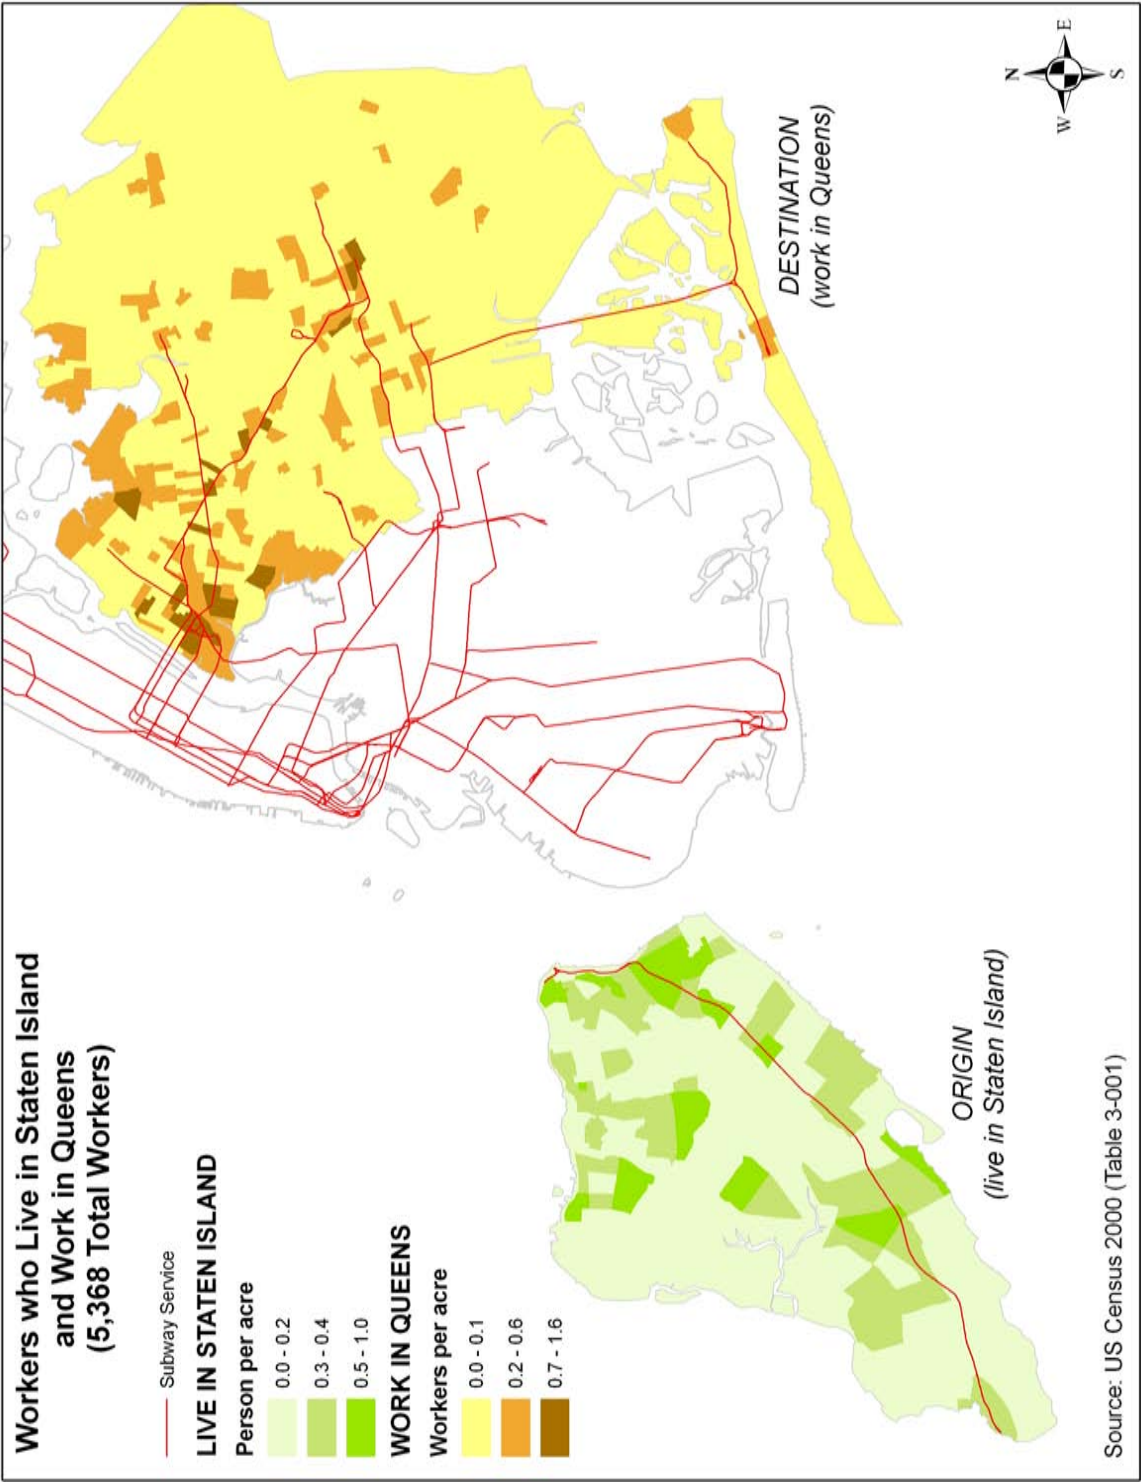 Workers who Live in Staten Island
and Work in Queens
(5,368 Total Workers)
Subway Service
LIVE IN STATEN ISLAND
Person per acre
0.0 - 0.2
0.3 - 0.4
0.5 - 1.0
WORK IN QUEENS
Workers per acre
0.0 - 0.1
0.2 - 0.6
0.7 - 1.6
ORIGIN
(live in Staten Island)
DESTINATION
(work in Queens)
N
W
E
S
Source: US Census 2000 (Table 3-001)